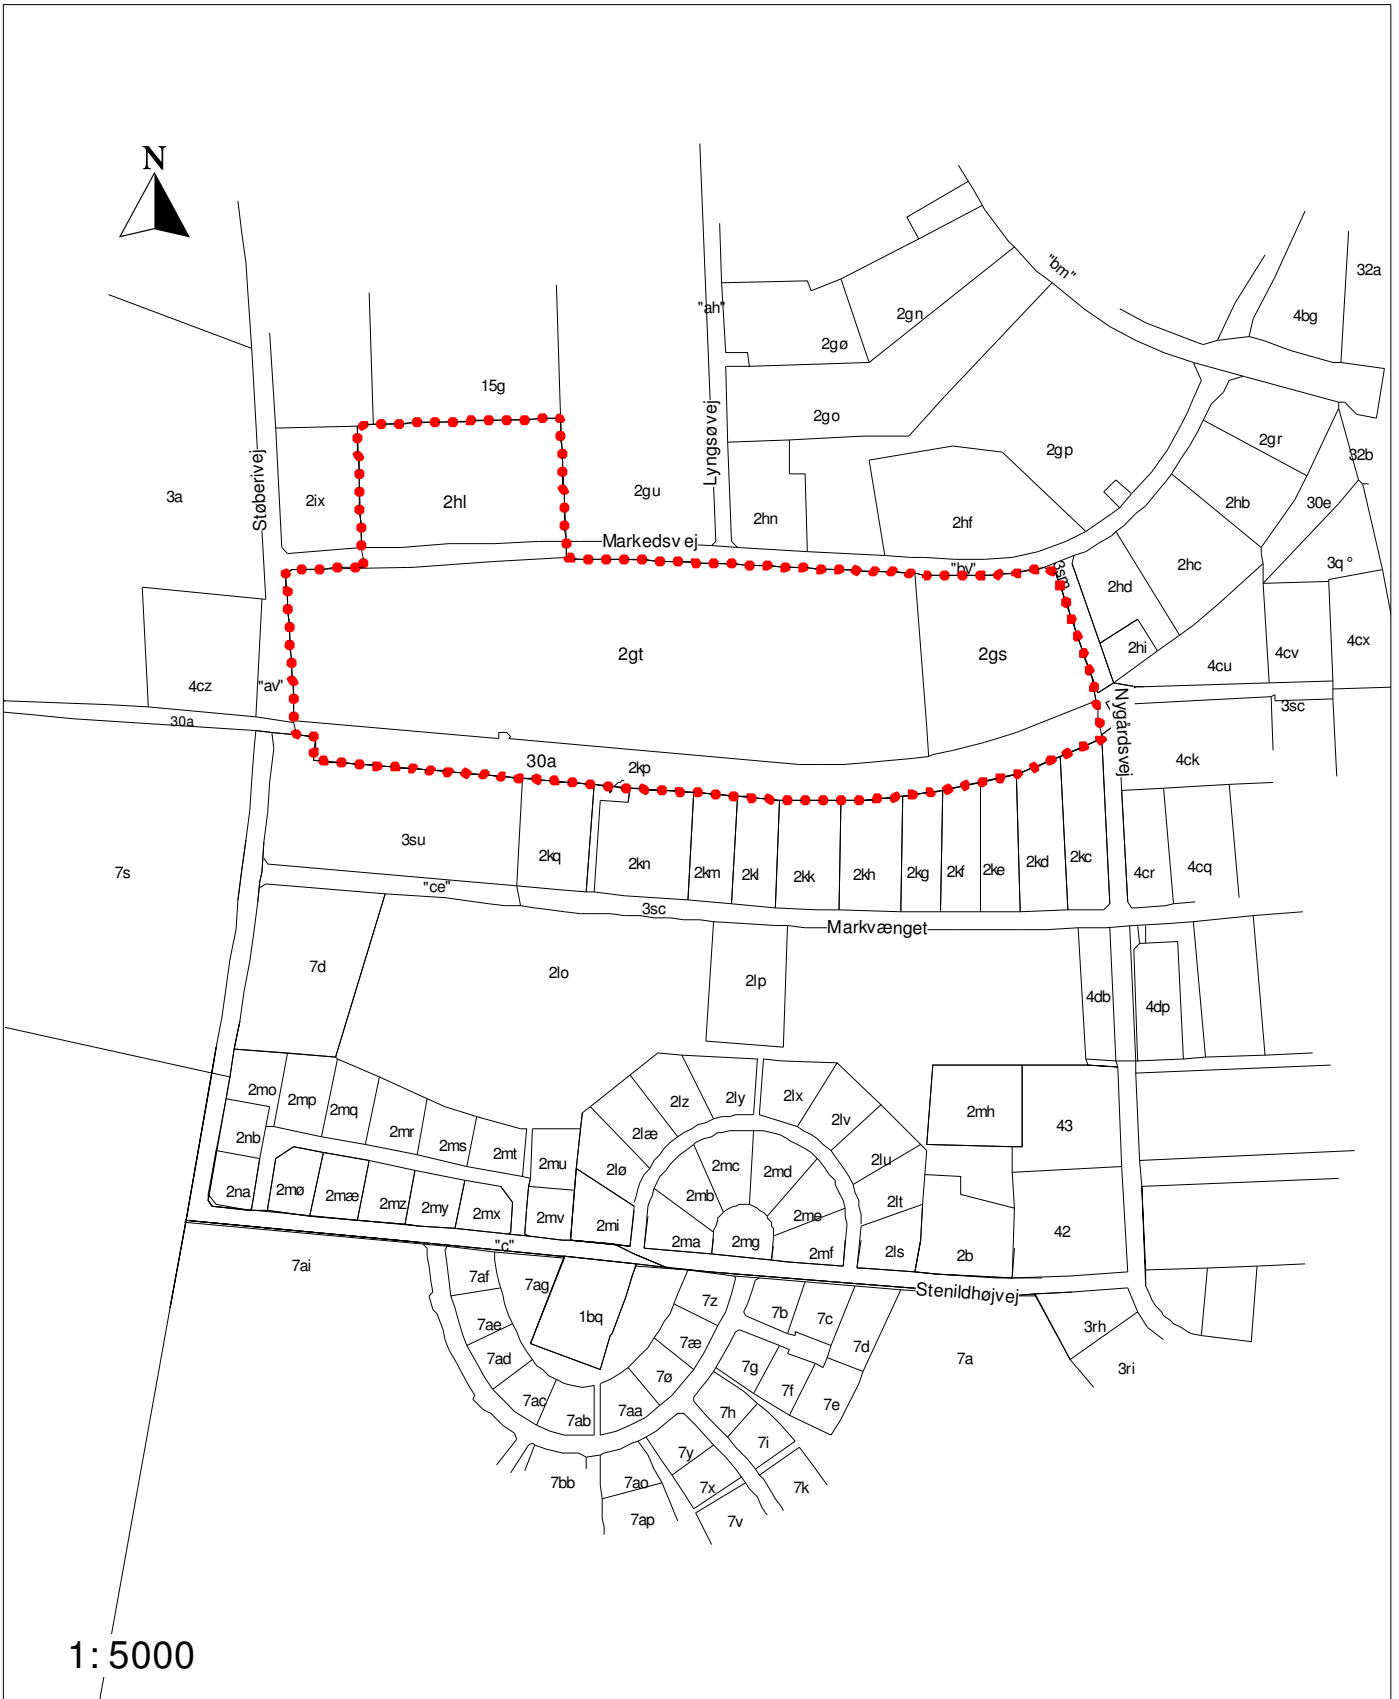 N
32a
"bm"
"ah"
2gn
4bg
2gø
15g
2go
2gr
2gp
32b
Støberivej
Lyngsøvej
3a
2ix
2hl
2gu
2hn
2hf
2hb
30e
Markedsvej
"bv"
3sm
2hd
2hc
3q°
2hi
4cu
4cv
4cx
2gt
2gs
4cz
"av"
30a
Nygårdsvej
3sc
30a
2kp
4ck
3su
2kq
2kn
2km
2kl
2kk
2kh
2kg
2kf
2ke
2kd
2kc
4cr
4cq
7s
"ce"
3sc
Markvænget
7d
2lo
2lp
4db
4dp
2mo
2mp
2mq
2mr
2ms
2mt
2mu
2lz
2ly
2lx
2lv
2læ
2lø
2lu
2lt
2ls
2mh
43
2nb
2na
2mø
2mæ
2mz
2my
2mx
2mv
2mi
2mc
2md
2mb
2me
2ma
2mg
2mf
2b
42
"c"
Stenildhøjvej
7ai
7af
7ag
7ae
7ad
7ac
7ab
1bq
7z
7æ
7ø
7aa
7b
7c
7d
7g
7f
7e
7a
3rh
3ri
7h
7i
7y
7x
7k
7v
7bb
7ao
7ap
1:5000